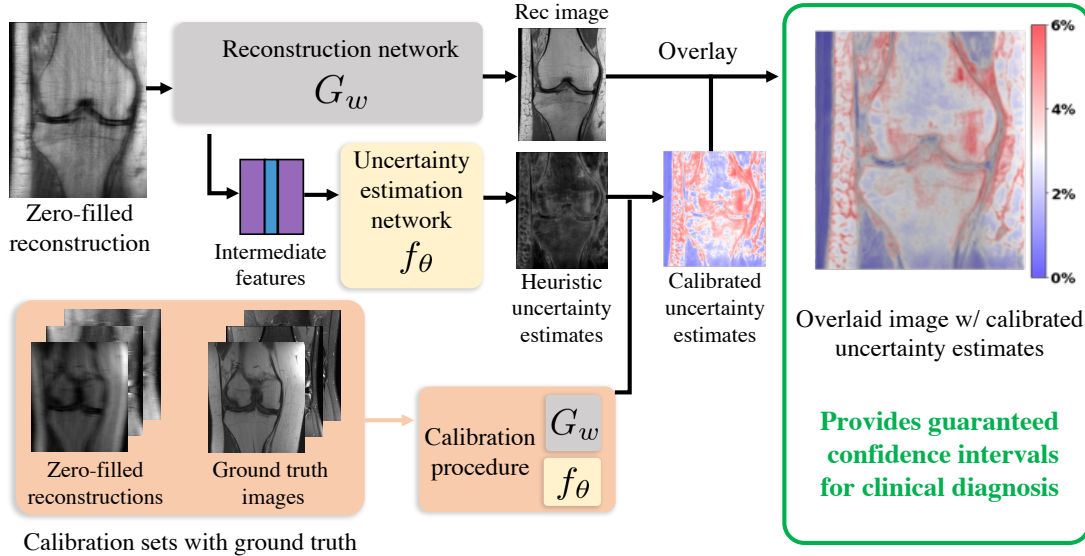 Zero-filled
reconstruction
Reconstruction network
G_w
Rec image
Overlay
Intermediate
features
Uncertainty
estimation
network
f_θ
Heuristic
uncertainty
estimates
Calibrated
uncertainty
estimates
6%
4%
2%
0%
Overlaid image w/ calibrated
uncertainty estimates
Provides guaranteed
confidence intervals
for clinical diagnosis
Zero-filled
reconstructions
Ground truth
images
Calibration
procedure
G_w
f_θ
Calibration sets with ground truth